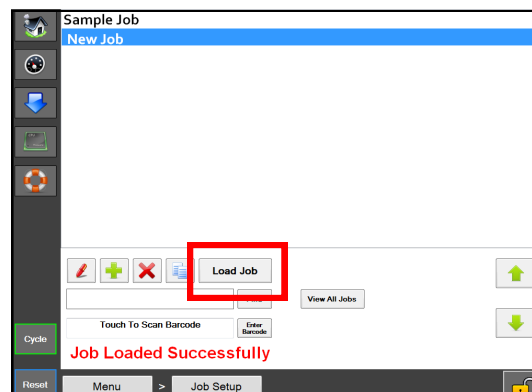 Sample Job
New Job
Load Job
View All Jobs
Touch To Scan Barcode
Enter
Barcode
Cycle
Job Loaded Successfully
Reset
Menu > Job Setup